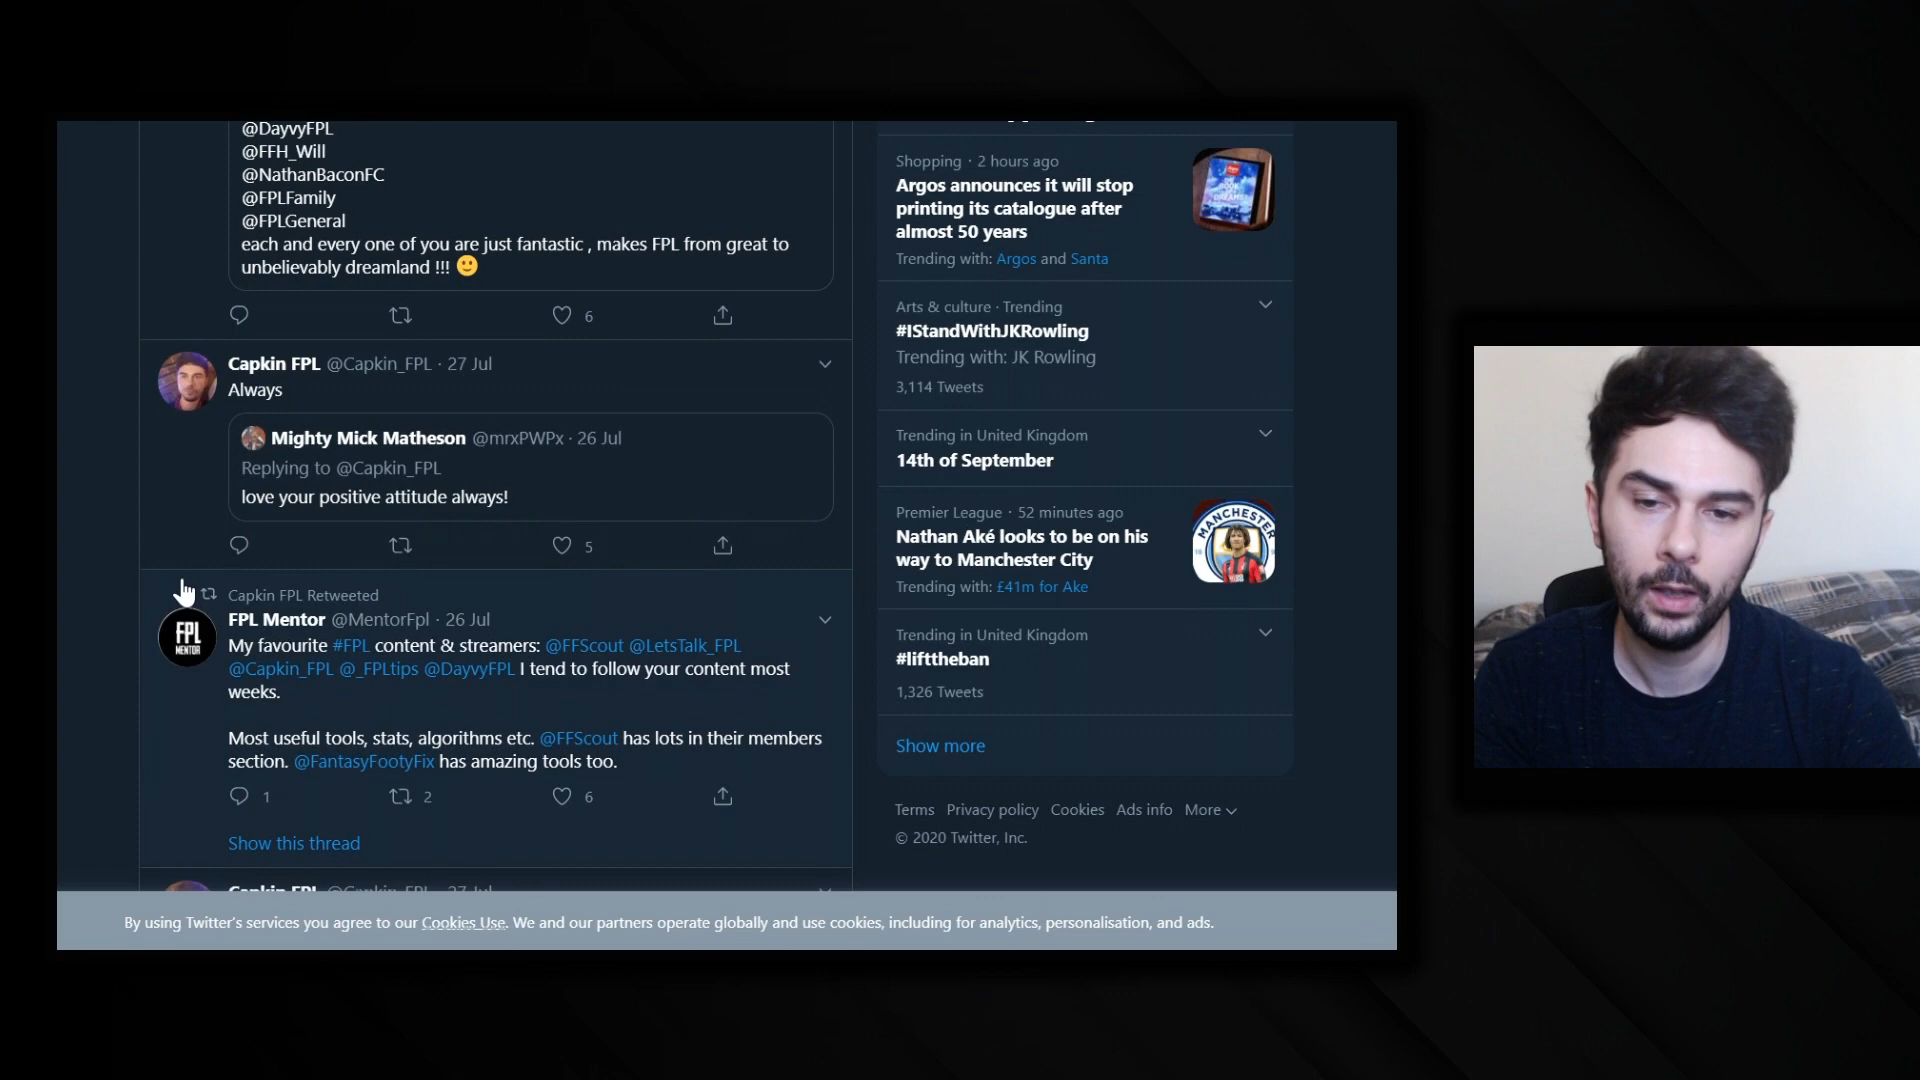 @DayvyFPL
@FFH_Will
@NathanBaconFC
@FPLFamily
@FPLGeneral
each and every one of you are just fantastic , makes FPL from great to
unbelievably dreamland !!! 🙂
6
Capkin FPL @Capkin_FPL · 27 Jul
Always
Mighty Mick Matheson @mrxPWPx · 26 Jul
Replying to @Capkin_FPL
love your positive attitude always!
5
Capkin FPL Retweeted
FPL Mentor @MentorFpl · 26 Jul
FPL
MENTOR
My favourite #FPL content & streamers: @FFScout @LetsTalk_FPL
@Capkin_FPL @_FPLtips @DayvyFPL I tend to follow your content most
weeks.
Most useful tools, stats, algorithms etc. @FFScout has lots in their members
section. @FantasyFootyFix has amazing tools too.
1 2 6
Show this thread
Capkin FPL @Capkin_FPL · 27 Jul
Shopping · 2 hours ago
Argos announces it will stop
printing its catalogue after
almost 50 years
Trending with: Argos and Santa
Arts & culture · Trending
#IStandWithJKRowling
Trending with: JK Rowling
3,114 Tweets
Trending in United Kingdom
14th of September
Premier League · 52 minutes ago
Nathan Aké looks to be on his
way to Manchester City
Trending with: £41m for Ake
MANCHESTER
Trending in United Kingdom
#lifttheban
1,326 Tweets
Show more
Terms Privacy policy Cookies Ads info More
© 2020 Twitter, Inc.
By using Twitter's services you agree to our Cookies Use. We and our partners operate globally and use cookies, including for analytics, personalisation, and ads.